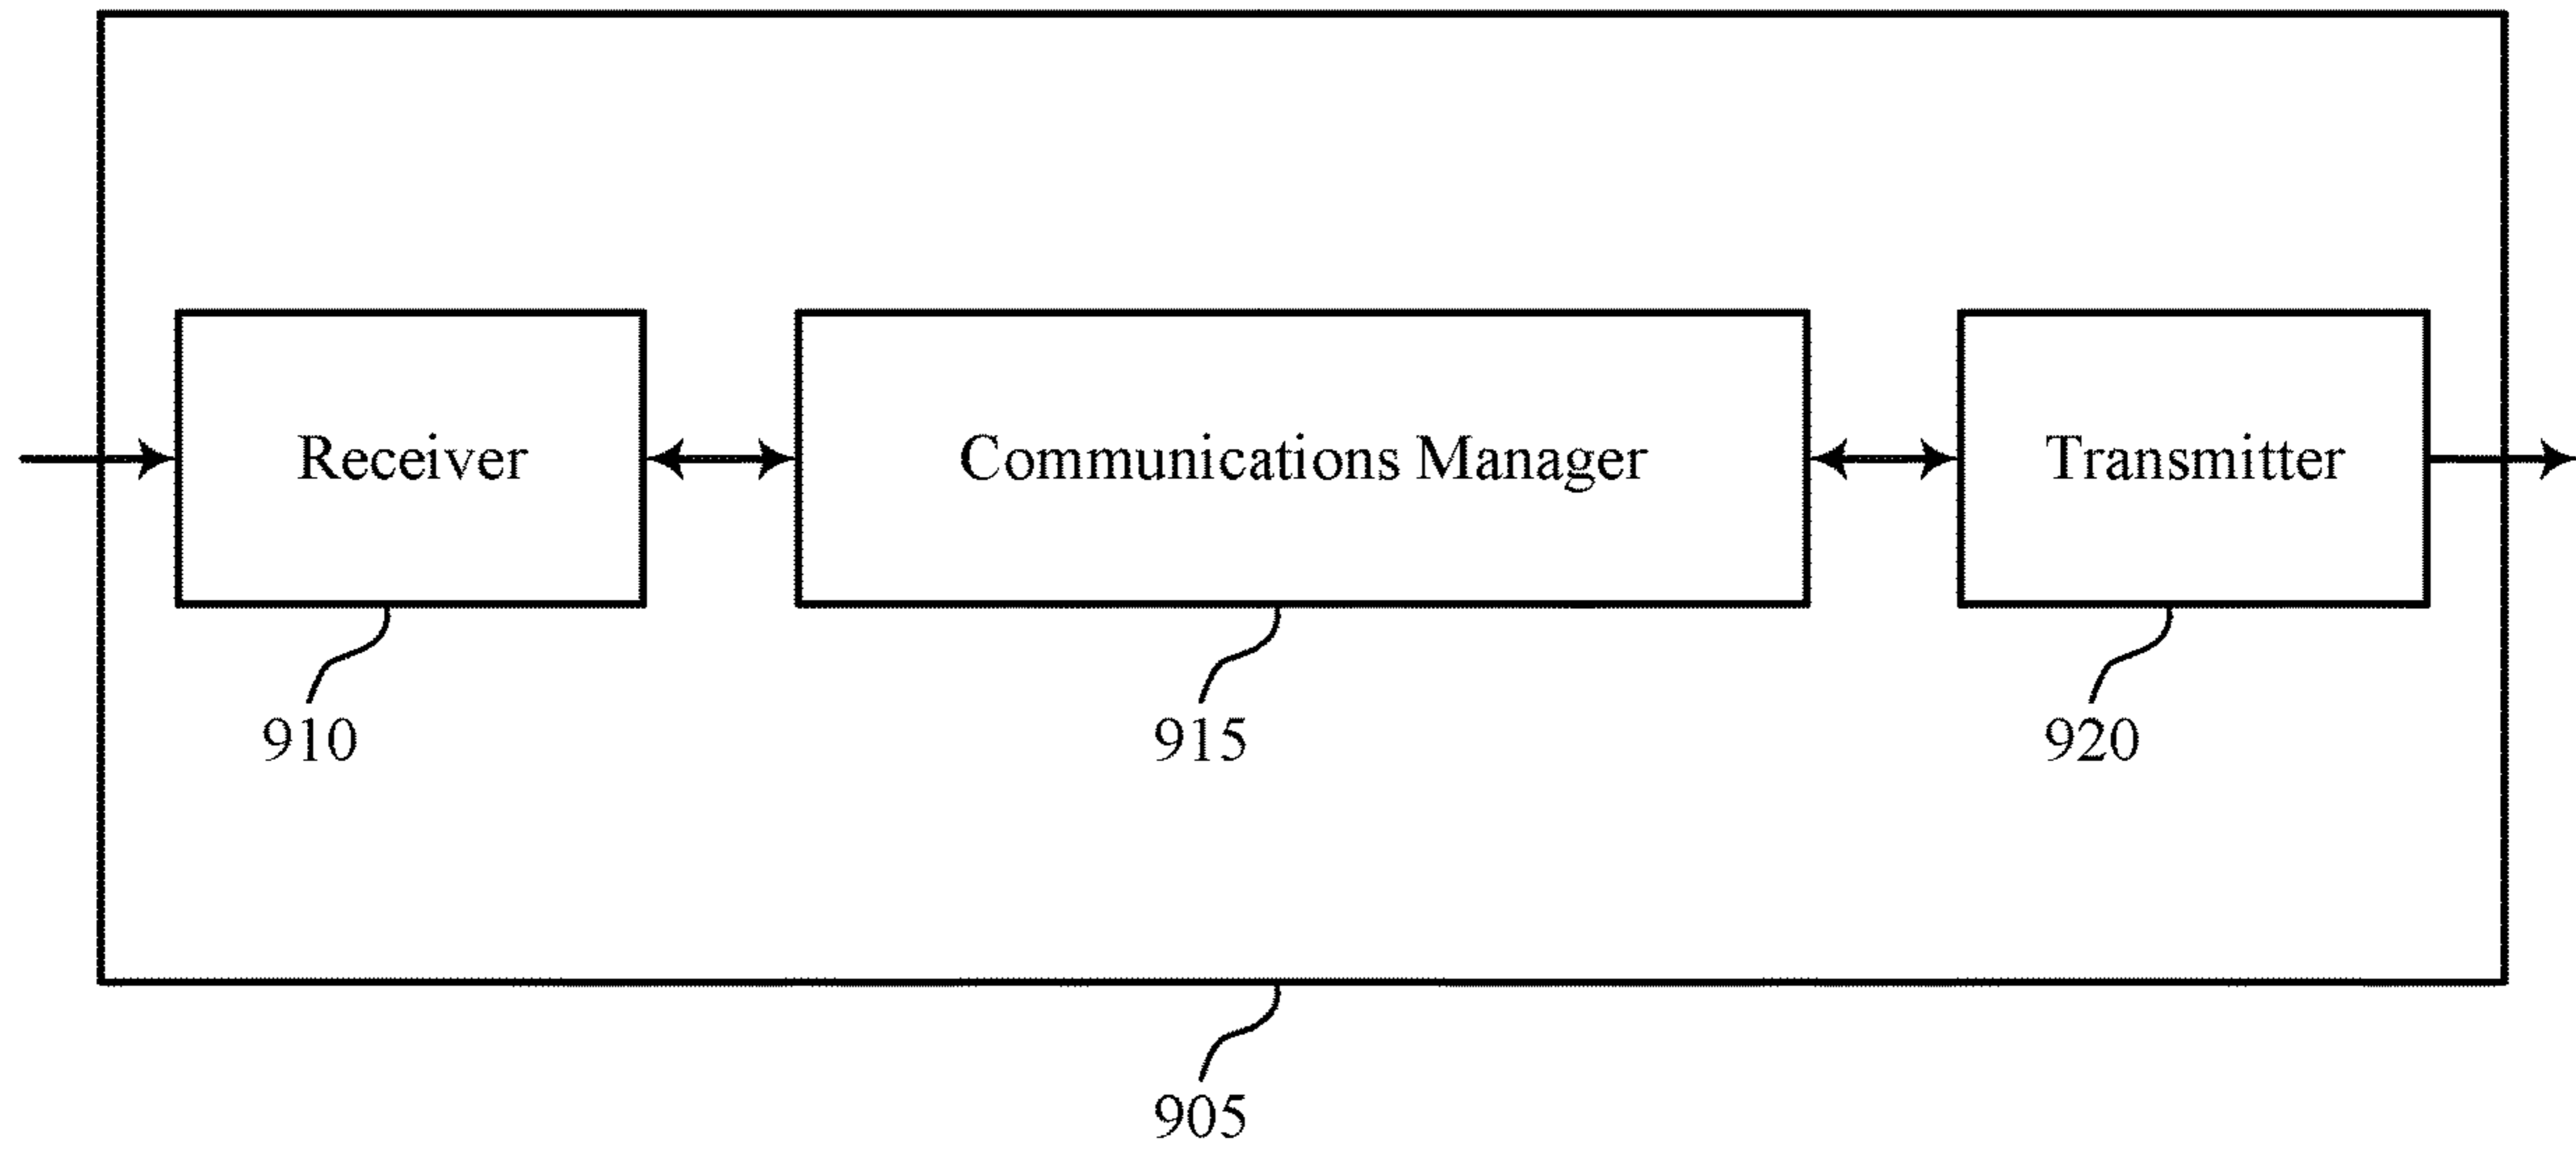 Receiver
Communications Manager
Transmitter
910
915
920
905